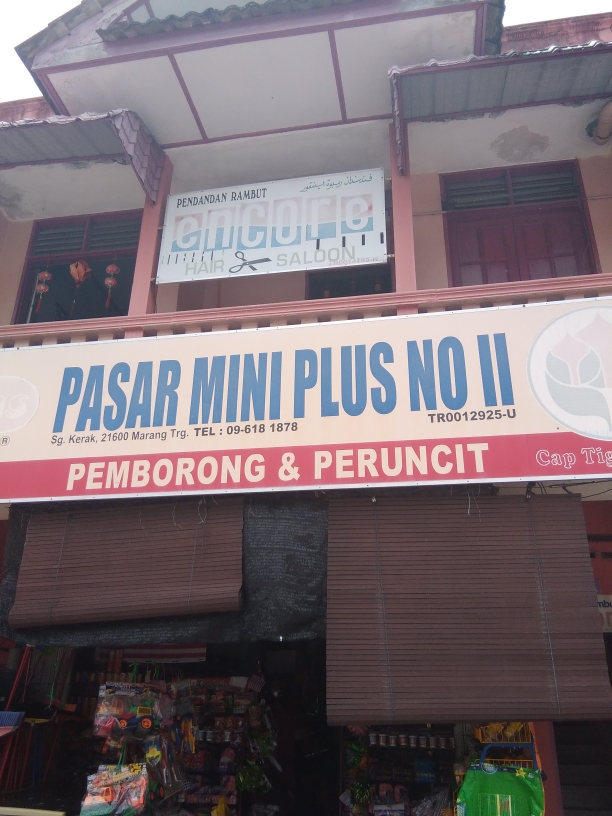 PENDANDAN RAMBUT
encore
HAIR SALOON
PASAR MINI PLUS NO II
Sg. Kerak, 21600 Marang Trg. TEL : 09-618 1878
TR0012925-U
PEMBORONG & PERUNCIT
Cap Tig